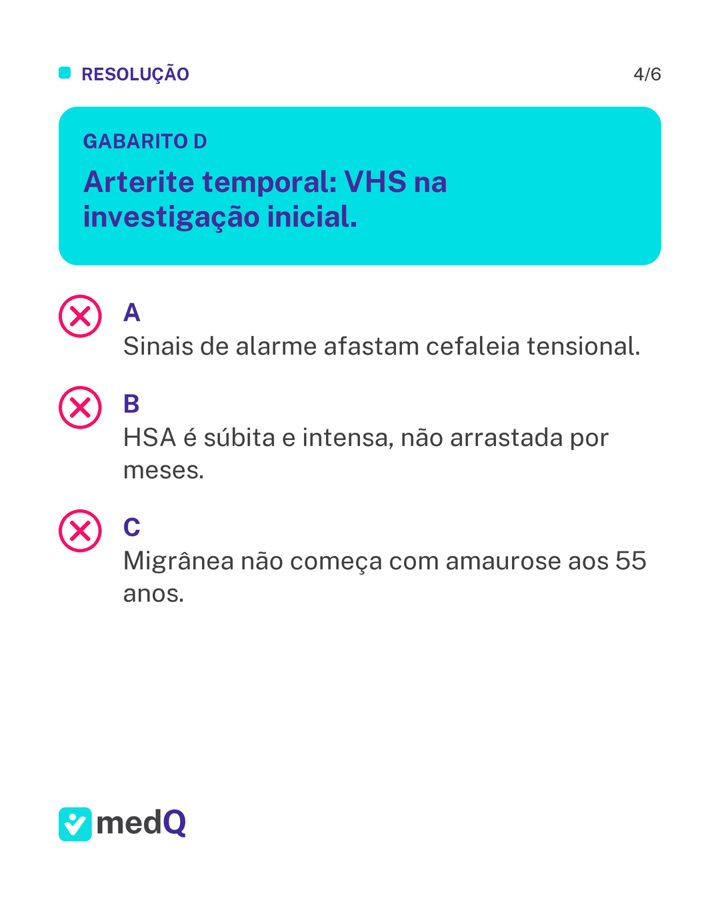 RESOLUÇÃO
4/6
GABARITO D
Arterite temporal: VHS na
investigação inicial.
A
Sinais de alarme afastam cefaleia tensional.
B
HSA é súbita e intensa, não arrastada por
meses.
C
Migrânea não começa com amaurose aos 55
anos.
medQ